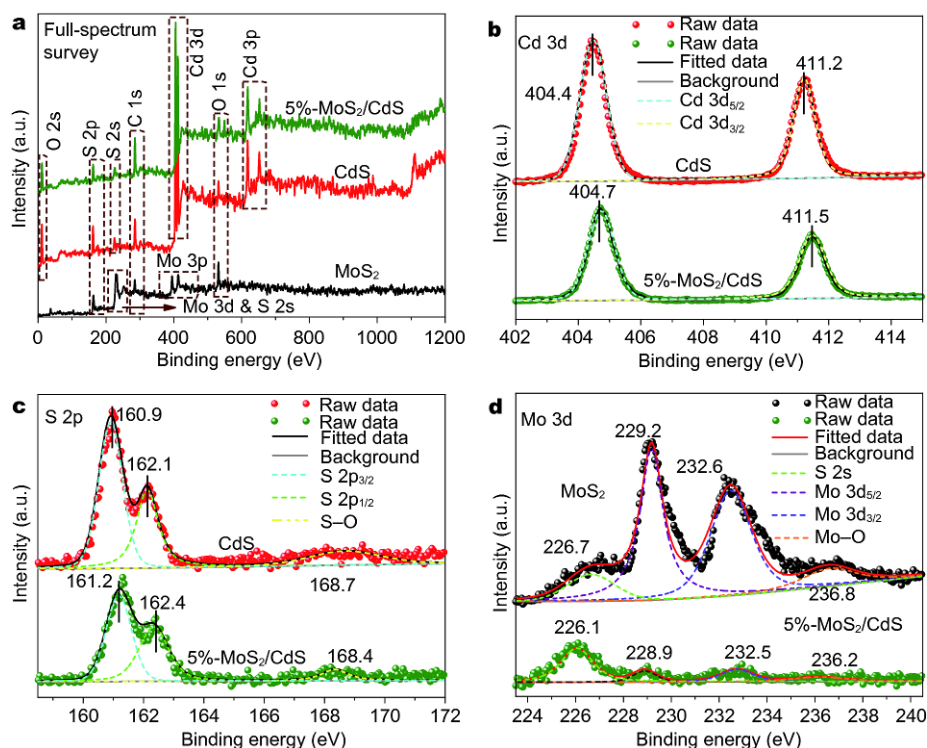 a
Full-spectrum
survey
O 2s
S 2p
S 2s
C 1s
Cd 3d
O 1s
Cd 3p
5%-MoS₂/CdS
CdS
Mo 3p
MoS₂
Mo 3d & S 2s
Intensity (a.u.)
0 200 400 600 800 1000 1200
Binding energy (eV)
b
Cd 3d
Raw data
Raw data
Fitted data
Background
Cd 3d₅/₂
Cd 3d₃/₂
404.4
411.2
CdS
404.7
411.5
5%-MoS₂/CdS
Intensity (a.u.)
402 404 406 408 410 412 414
Binding energy (eV)
c
S 2p
Raw data
Raw data
Fitted data
Background
S 2p₃/₂
S 2p₁/₂
S–O
160.9
162.1
CdS
168.7
161.2
162.4
5%-MoS₂/CdS
168.4
Intensity (a.u.)
160 162 164 166 168 170 172
Binding energy (eV)
d
Mo 3d
Raw data
Raw data
Fitted data
Background
S 2s
Mo 3d₅/₂
Mo 3d₃/₂
Mo–O
229.2
232.6
MoS₂
226.7
236.8
5%-MoS₂/CdS
226.1
228.9
232.5
236.2
Intensity (a.u.)
224 226 228 230 232 234 236 238 240
Binding energy (eV)